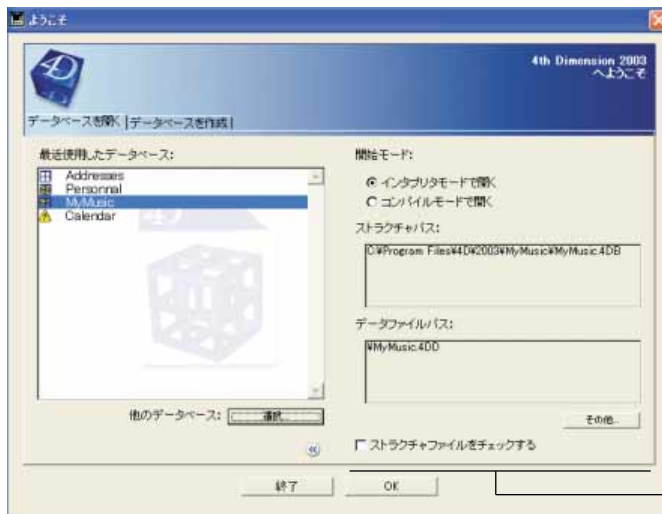 ようこそ
4th Dimension 2003
へようこそ
データベースを開く | データベースを作成 |
最近使用したデータベース:
Addresses
Personnal
MyMusic
Calendar
他のデータベース:
選択...
開始モード:
インタプリタモードで開く
コンパイルモードで開く
ストラクチャパス:
C:¥Program Files¥4D¥2003¥MyMusic¥MyMusic.4DB
データファイルパス:
¥MyMusic.4DD
その他...
ストラクチャファイルをチェックする
終了
OK